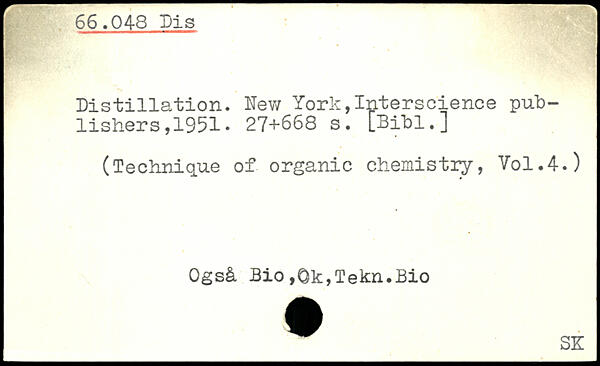 66.048 Dis
Distillation. New York,Interscience pub-
lishers,1951. 27+668 s. [Bibl.]
(Technique of organic chemistry, Vol.4.)
Også Bio,Ok,Tekn.Bio
SK